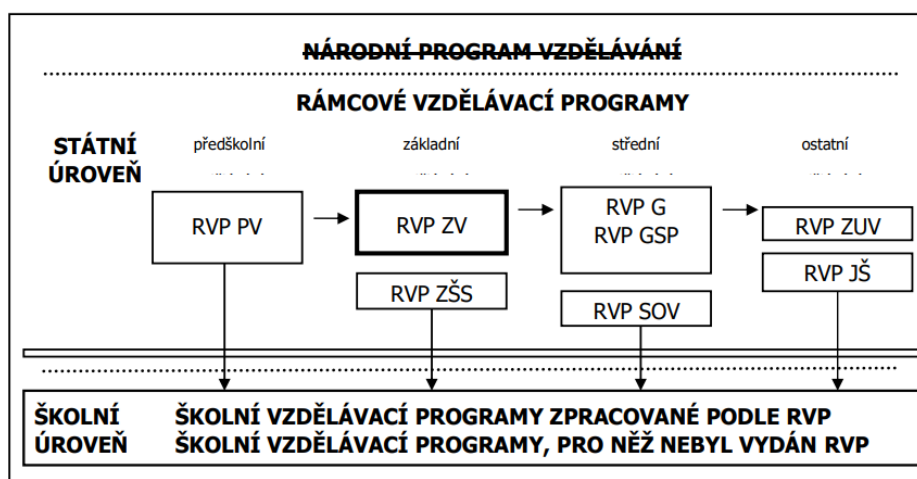 NÁRODNÍ PROGRAM VZDĚLÁVÁNÍ
RÁMCOVÉ VZDĚLÁVACÍ PROGRAMY
STÁTNÍ ÚROVEŇ
předškolní
základní
střední
ostatní
RVP PV
RVP ZV
RVP G
RVP GSP
RVP ZUV
RVP ZŠS
RVP SOV
RVP JŠ
ŠKOLNÍ ŠKOLNÍ VZDĚLÁVACÍ PROGRAMY ZPRACOVANÉ PODLE RVP
ÚROVEŇ ŠKOLNÍ VZDĚLÁVACÍ PROGRAMY, PRO NĚŽ NEBYL VYDÁN RVP